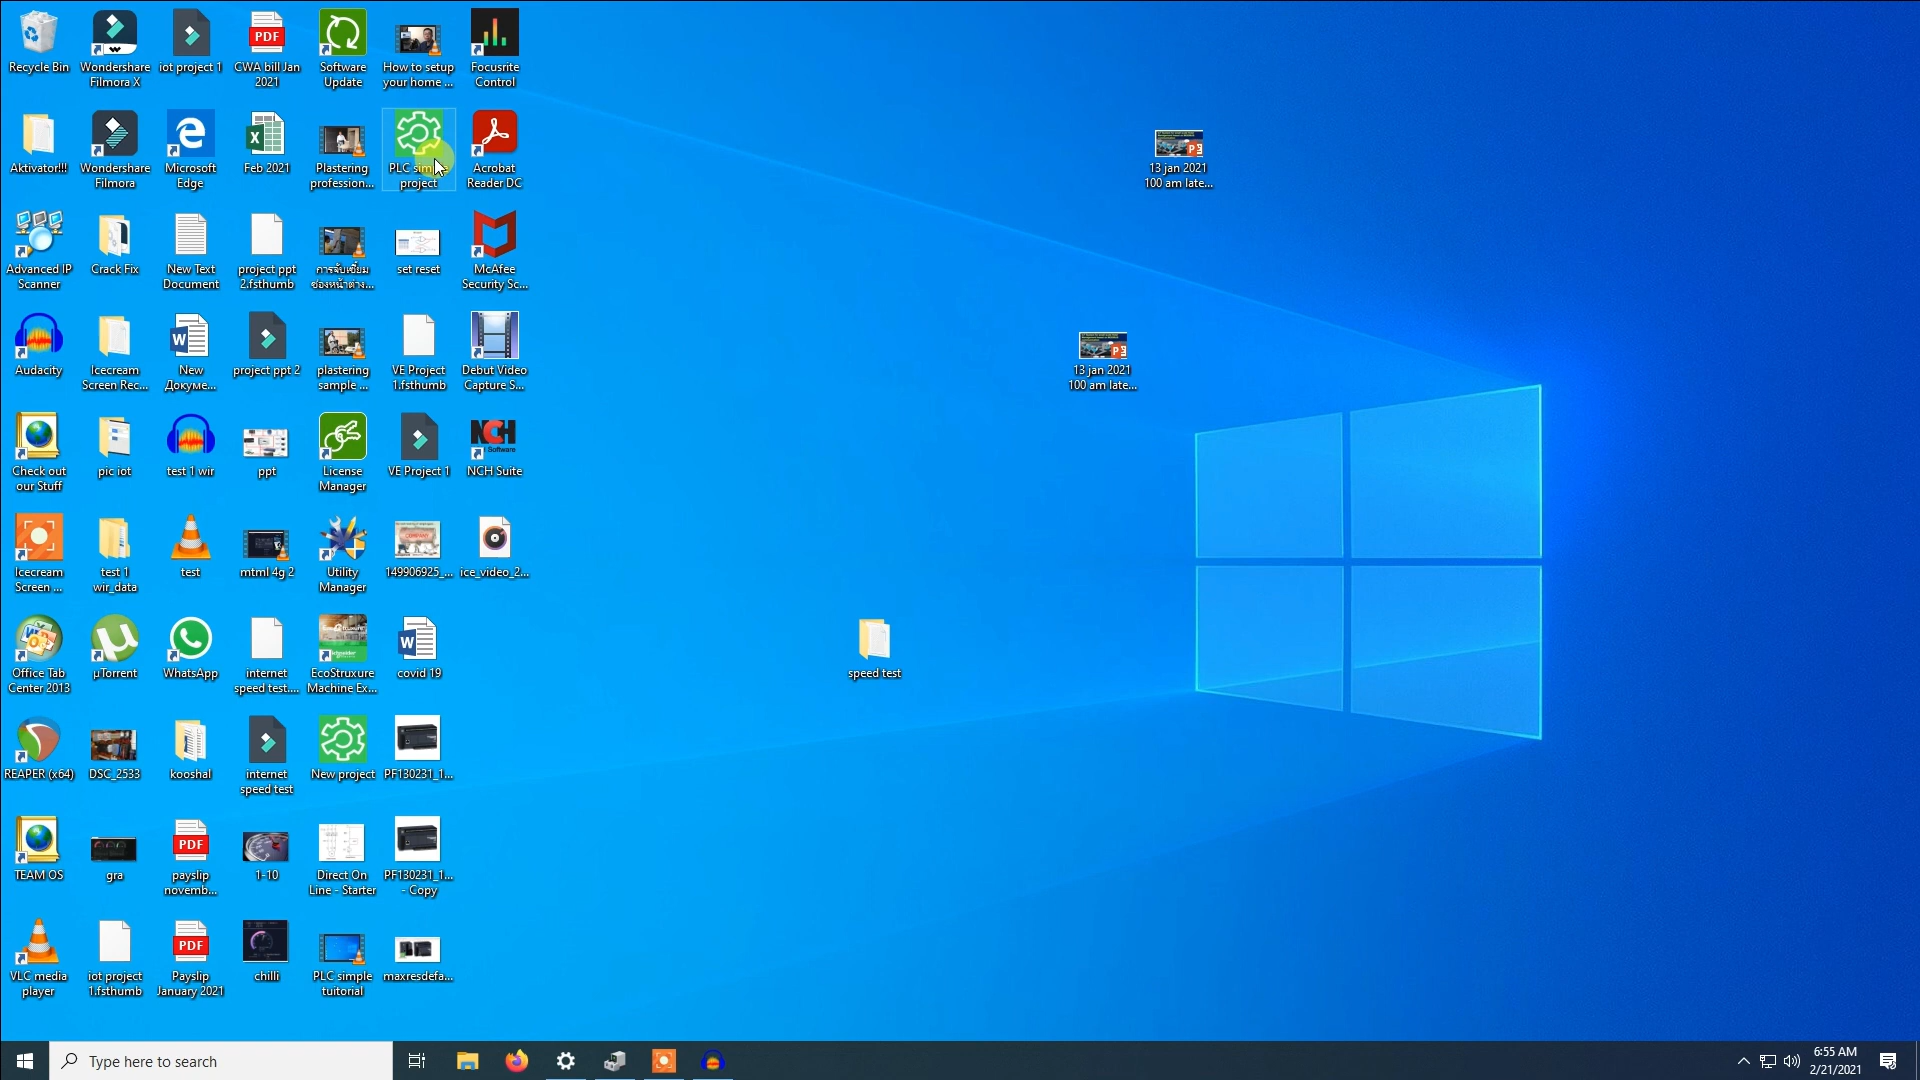 Recycle Bin
Wondershare
Filmora X
iot project 1
CWA bill Jan
2021
Software
Update
How to setup
your home ...
Focusrite
Control
Aktivator!!!
Wondershare
Filmora
Microsoft
Edge
Feb 2021
Plastering
profession...
PLC simple
project
Acrobat
Reader DC
13 jan 2021
100 am late...
Advanced IP
Scanner
Crack Fix
New Text
Document
project ppt
2.fsthumb
การจับเซี้ยม
ช่องหน้าต่าง...
set reset
McAfee
Security Sc...
Audacity
Icecream
Screen Rec...
New
Докуме...
project ppt 2
plastering
sample ...
VE Project
1.fsthumb
Debut Video
Capture S...
13 jan 2021
100 am late...
Check out
our Stuff
pic iot
test 1 wir
ppt
License
Manager
VE Project 1
NCH Suite
Icecream
Screen ...
test 1
wir_data
test
mtml 4g 2
Utility
Manager
149906925_...
ice_video_2...
Office Tab
Center 2013
µTorrent
WhatsApp
internet
speed test....
EcoStruxure
Machine Ex...
covid 19
speed test
REAPER (x64)
DSC_2533
kooshal
internet
speed test
New project
PF130231_1...
TEAM OS
gra
payslip
novemb...
1-10
Direct On
Line - Starter
PF130231_1...
- Copy
VLC media
player
iot project
1.fsthumb
Payslip
January 2021
chilli
PLC simple
tuitorial
maxresdefa...
Type here to search
6:55 AM
2/21/2021